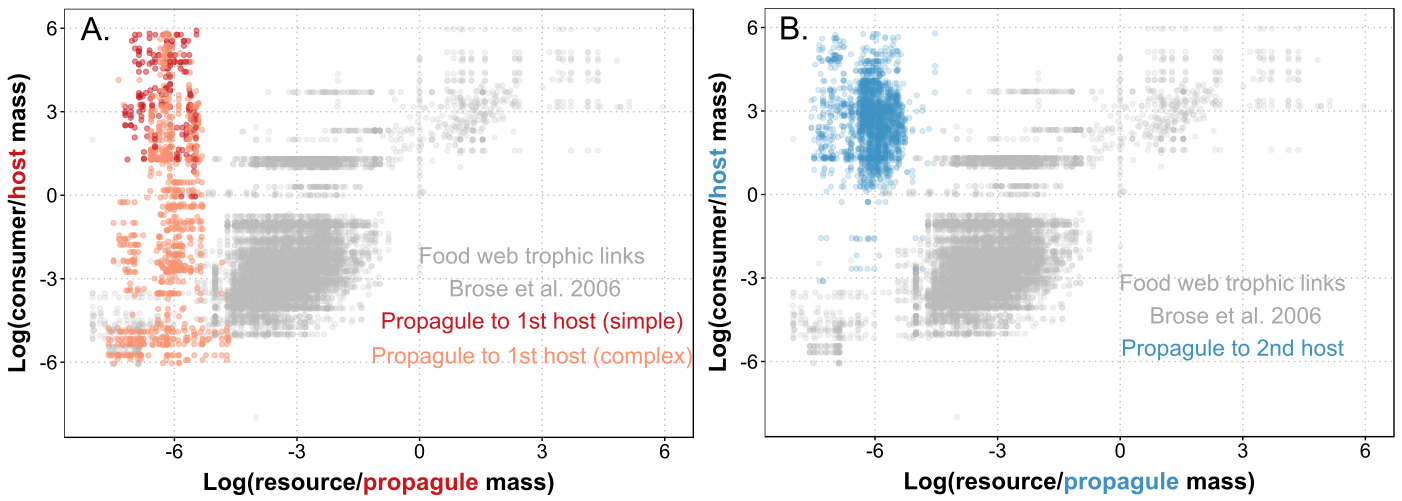 A.
6
3
0
-3
-6
Log(consumer/host mass)
Food web trophic links
Brose et al. 2006
Propagule to 1st host (simple)
Propagule to 1st host (complex)
-6 -3 0 3 6
Log(resource/propagule mass)
B.
6
3
0
-3
-6
Log(consumer/host mass)
Food web trophic links
Brose et al. 2006
Propagule to 2nd host
-6 -3 0 3 6
Log(resource/propagule mass)